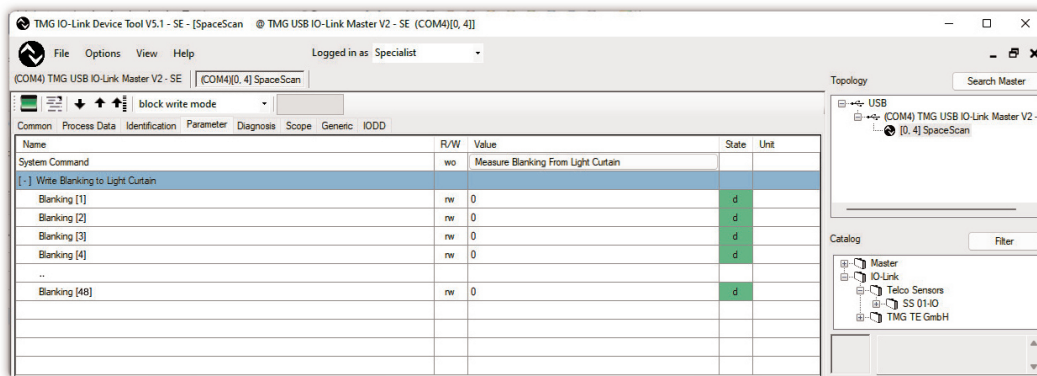 TMG IO-Link Device Tool V5.1 - SE - [SpaceScan @ TMG USB IO-Link Master V2 - SE (COM4)[0, 4]]
File Options View Help Logged in as Specialist
(COM4) TMG USB IO-Link Master V2 - SE (COM4)[0, 4] SpaceScan
block write mode
Common Process Data Identification Parameter Diagnosis Scope Generic IODD
Name R/W Value State Unit
System Command wo Measure Blanking From Light Curtain
[ - ] Write Blanking to Light Curtain
Blanking [1] rw 0 d
Blanking [2] rw 0 d
Blanking [3] rw 0 d
Blanking [4] rw 0 d
..
Blanking [48] rw 0 d
Topology Search Master
USB
(COM4) TMG USB IO-Link Master V2 -
[0, 4] SpaceScan
Catalog Filter
Master
IO-Link
Telco Sensors
SS 01-IO
TMG TE GmbH